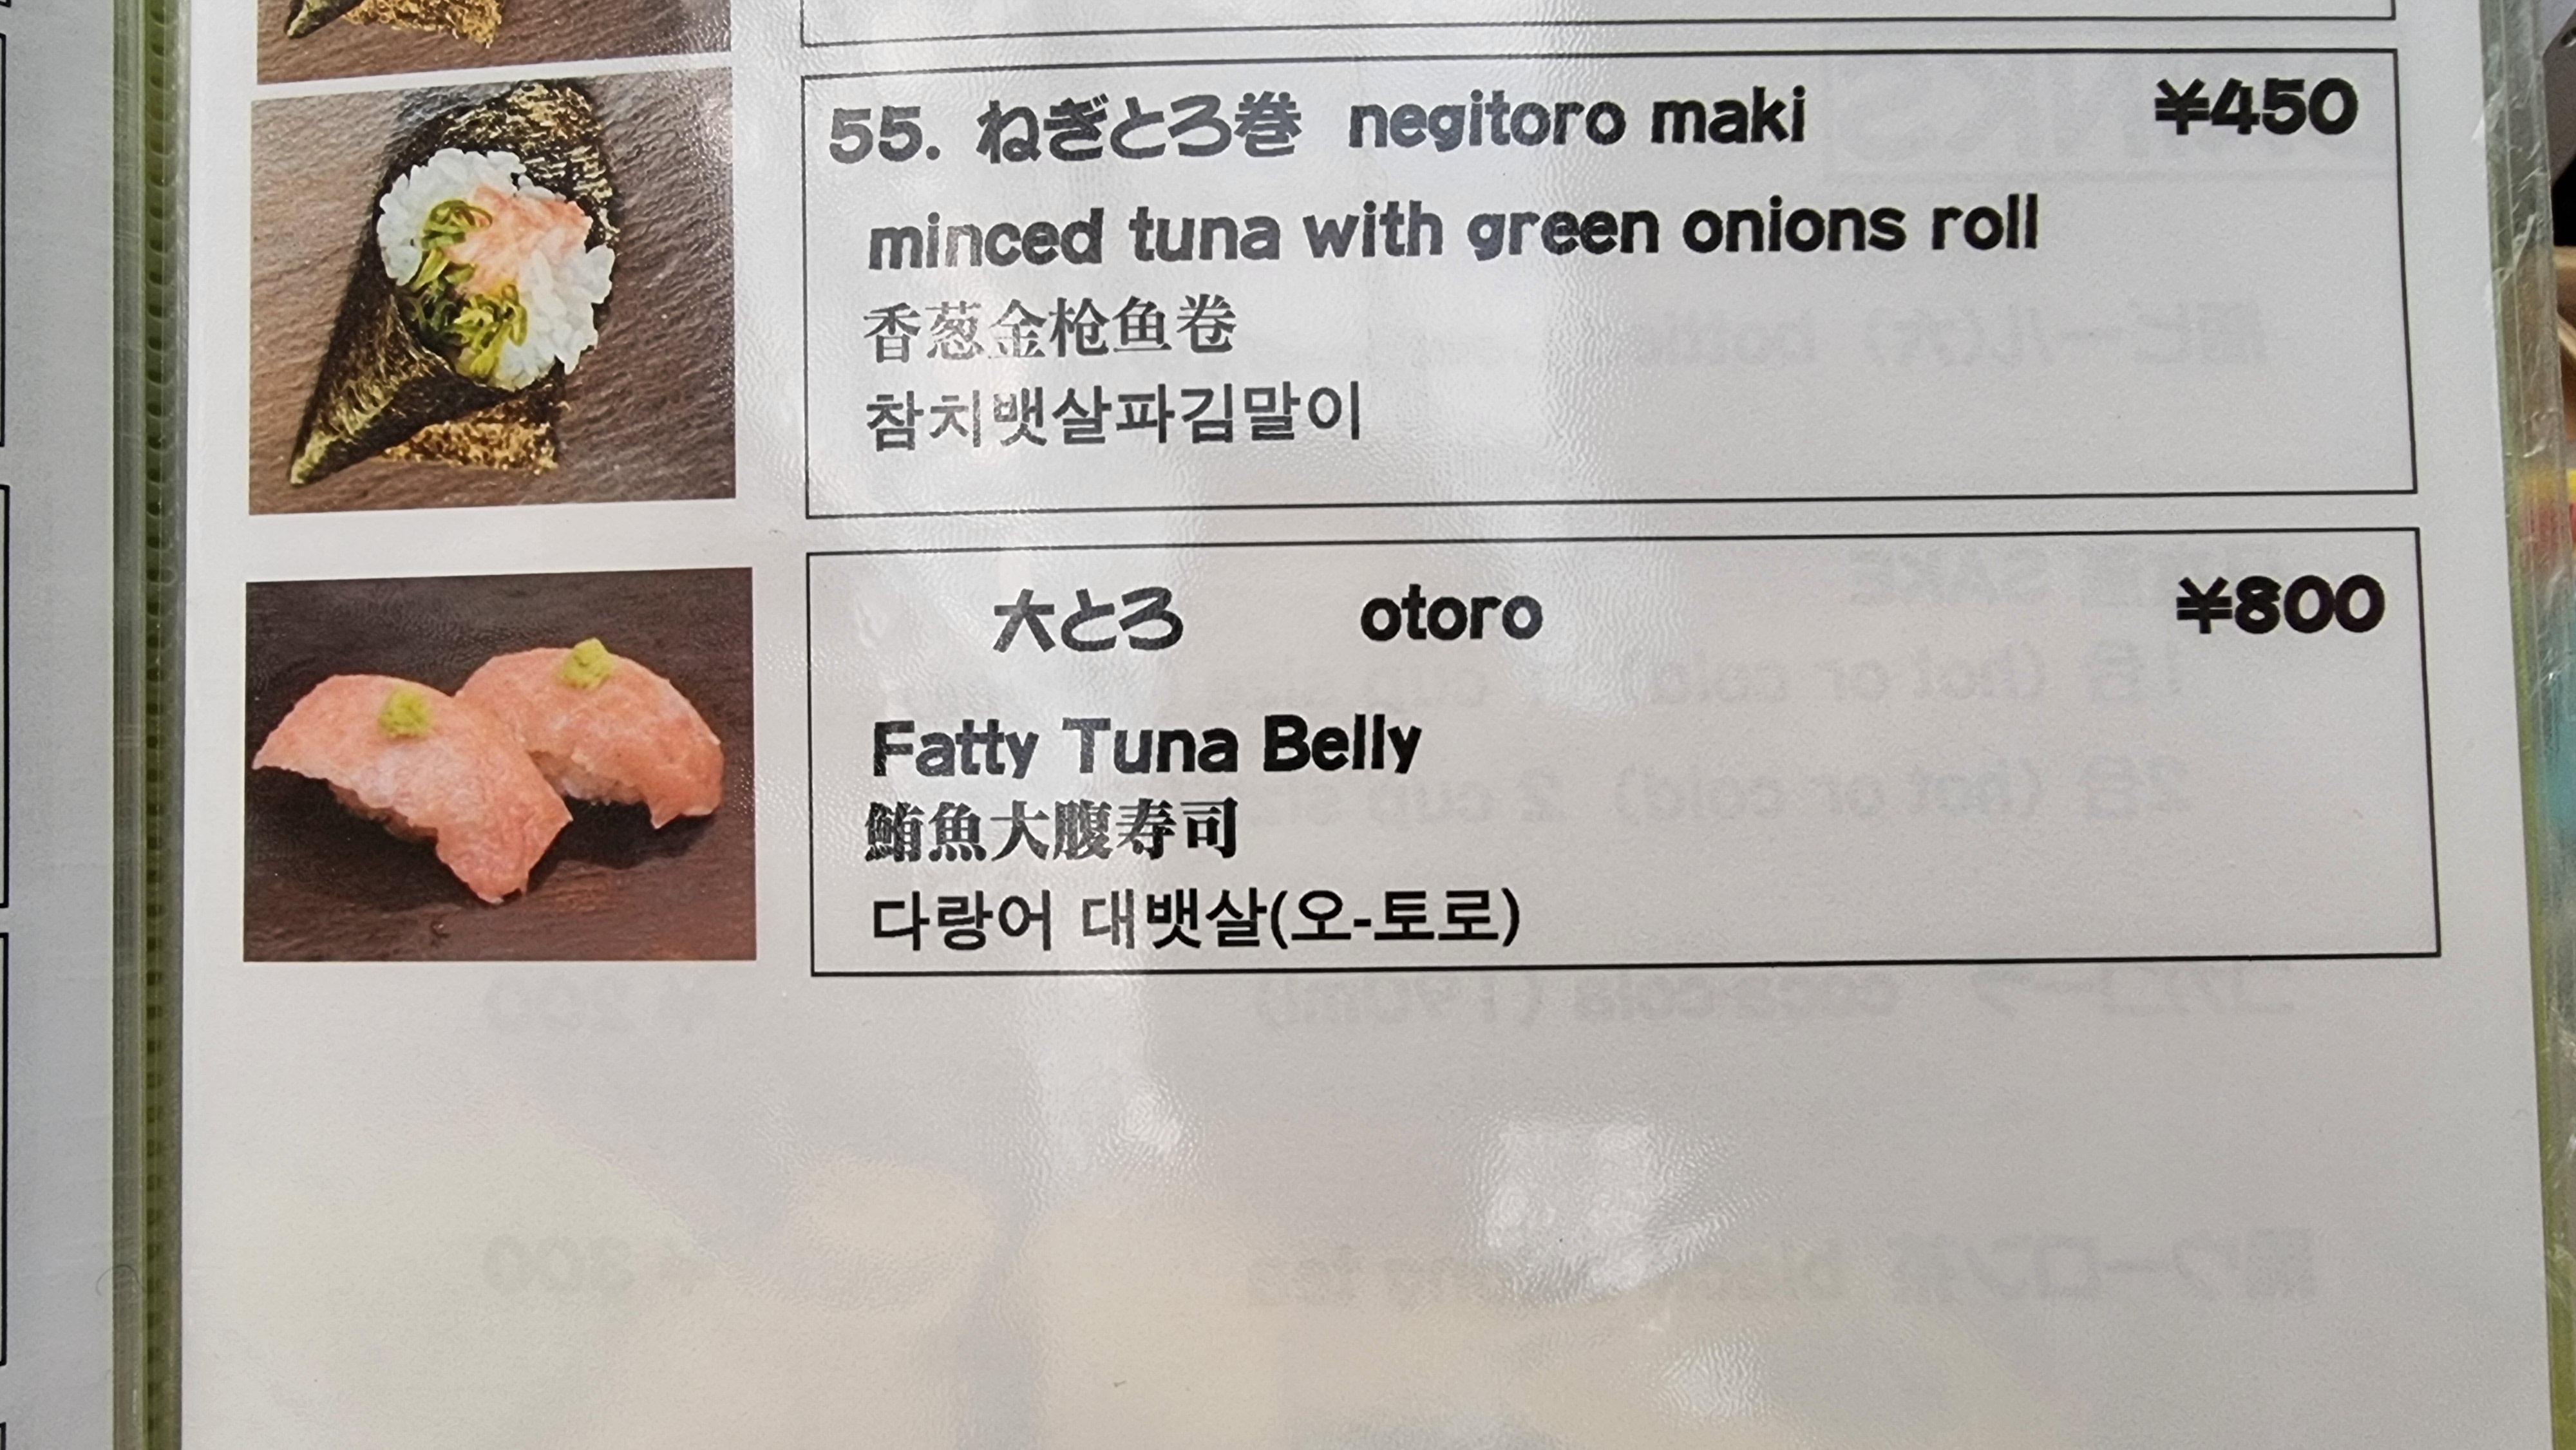 55. ねぎとろ巻 negitoro maki ¥450
minced tuna with green onions roll
香葱金枪鱼卷
참치뱃살파김말이
大とろ otoro ¥800
Fatty Tuna Belly
鮪魚大腹寿司
다랑어 대뱃살(오-토로)